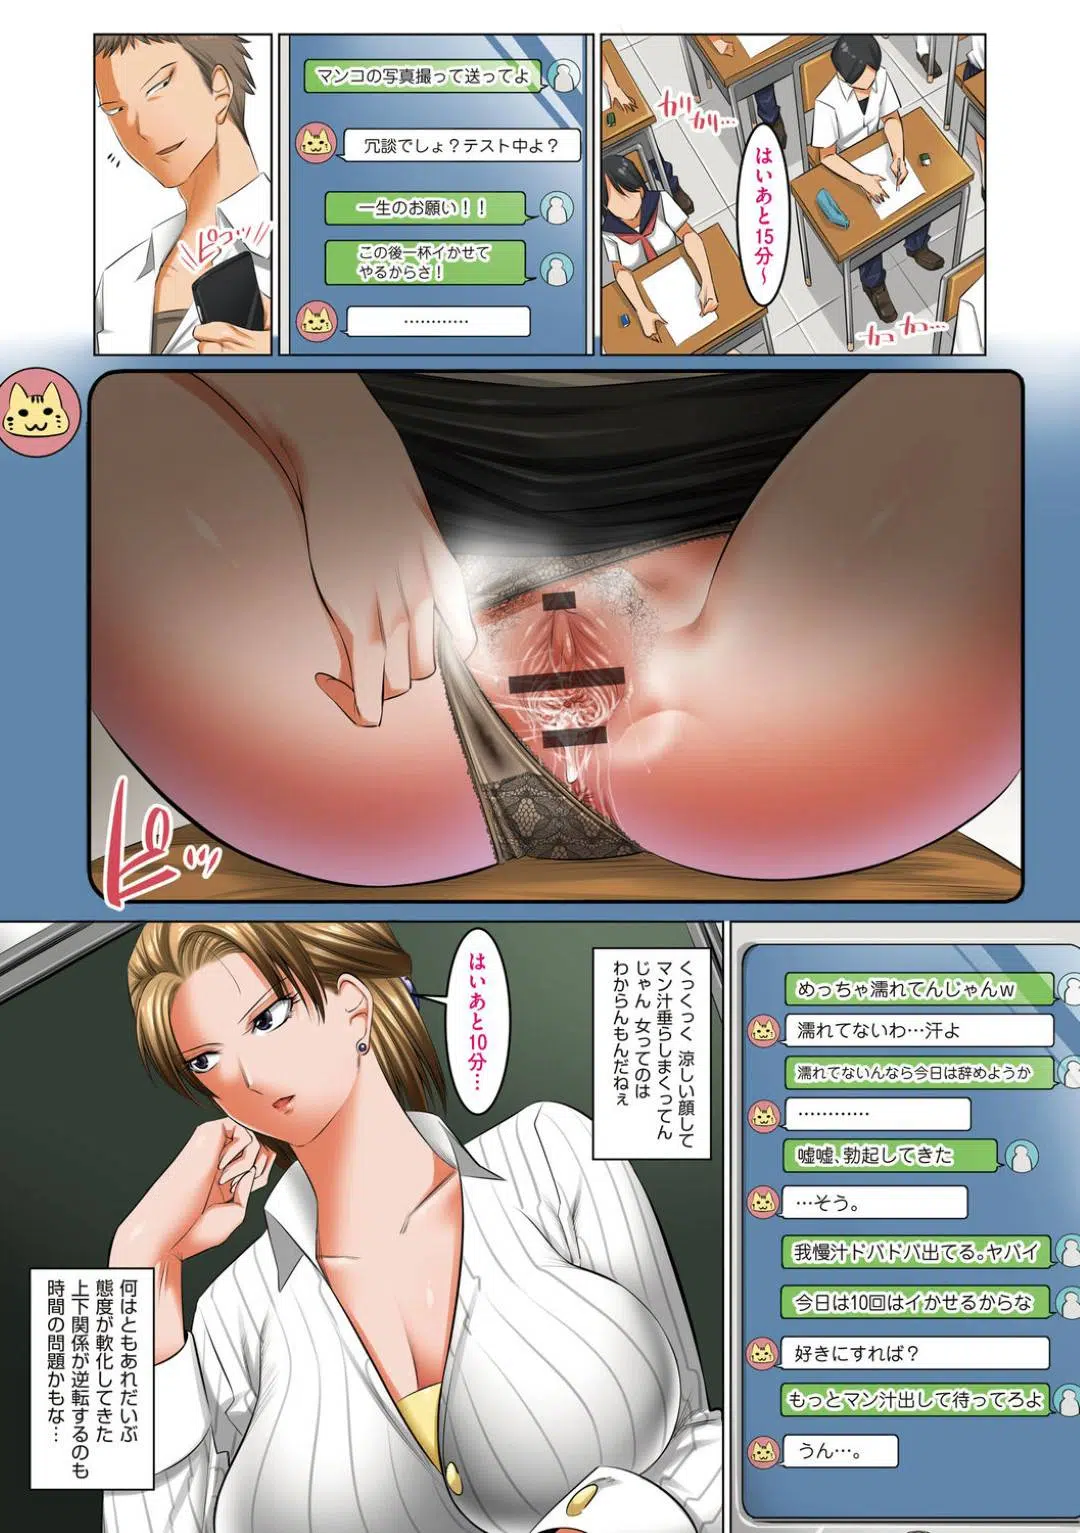 カリ
カリ…
はいあと15分～
カカ…
マンコの写真撮って送ってよ
冗談でしょ？テスト中よ？
一生のお願い！！
この後一杯イかせて
やるからさ！
…………
ピコッ
ピッ
めっちゃ濡れてんじゃんｗ
濡れてないわ…汗よ
濡れてないんなら今日は辞めようか
…………
嘘嘘、勃起してきた
…そう。
我慢汁ドバドバ出てる。ヤバイ
今日は10回はイかせるからな
好きにすれば？
もっとマン汁出して待ってろよ
うん…。
くっくっく 涼しい顔して
マン汁垂らしまくってん
じゃん 女ってのは
わからんもんだねぇ
はいあと10分…
何はともあれだいぶ
態度が軟化してきた
上下関係が逆転するのも
時間の問題かもな…